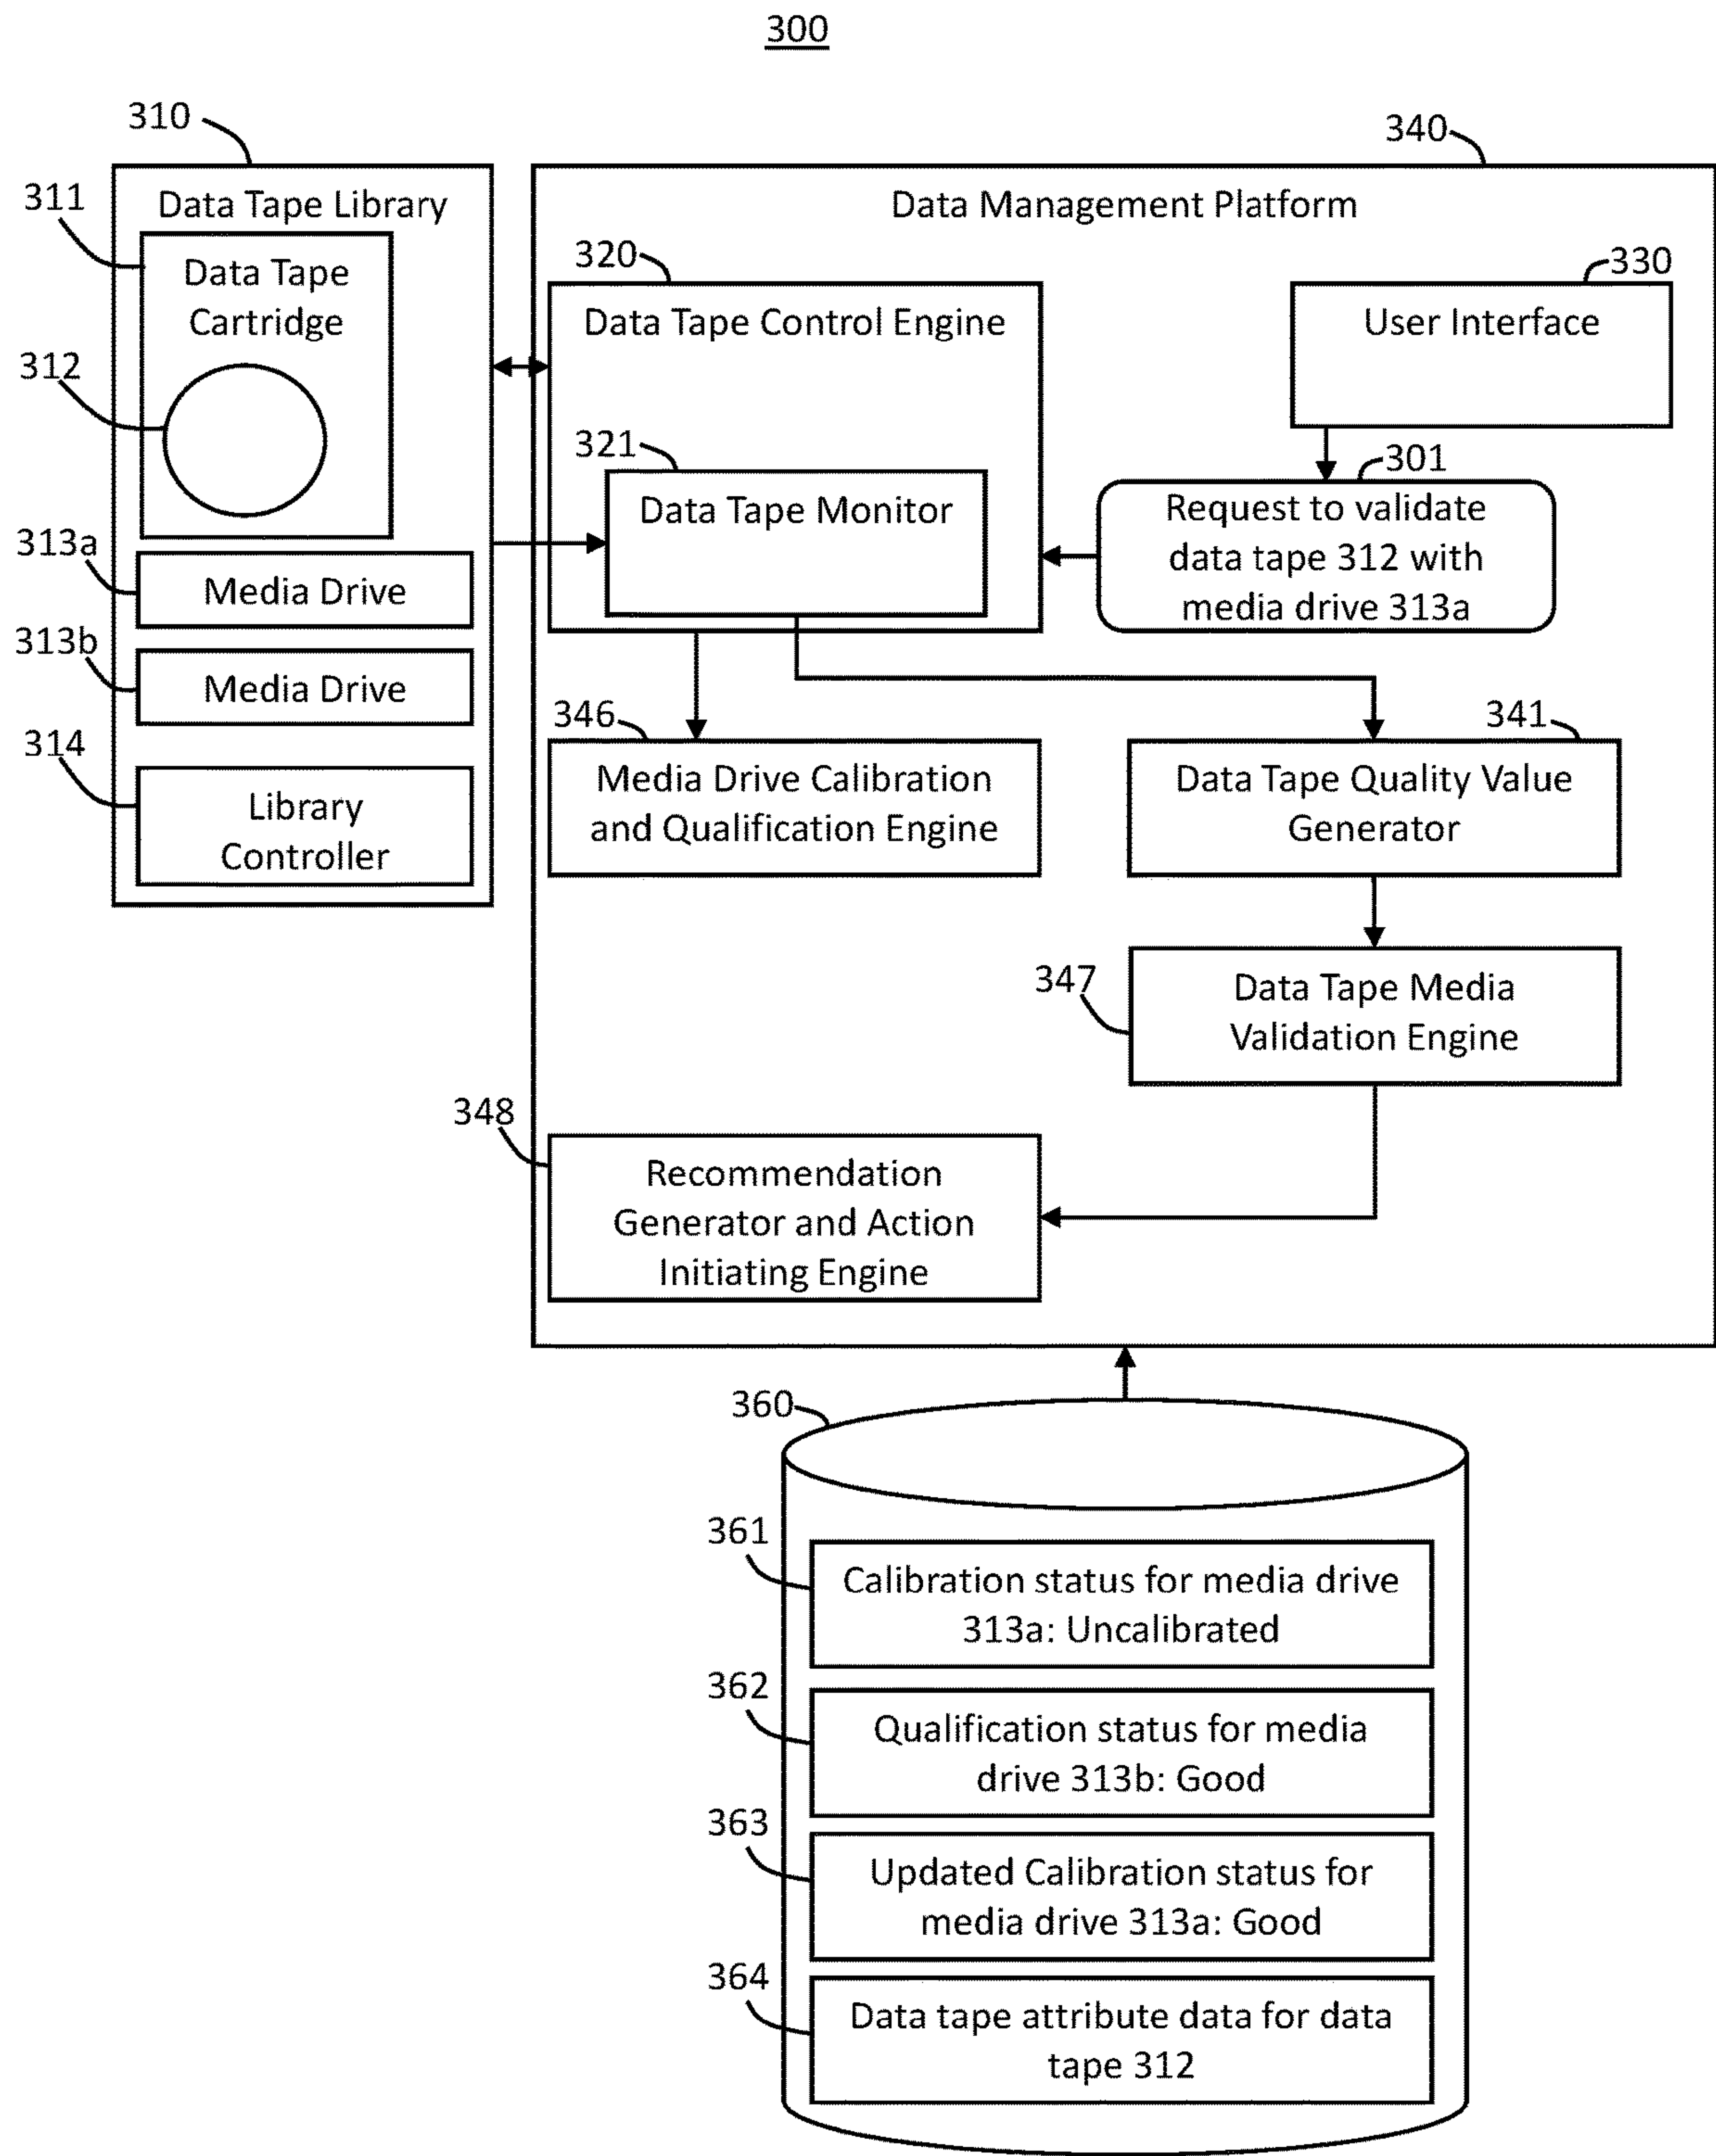 300
310
340
Data Tape Library
Data Management Platform
311
Data Tape
Cartridge
312
313a
Media Drive
313b
Media Drive
314
Library
Controller
320
Data Tape Control Engine
321
Data Tape Monitor
330
User Interface
301
Request to validate
data tape 312 with
media drive 313a
346
Media Drive Calibration
and Qualification Engine
341
Data Tape Quality Value
Generator
347
Data Tape Media
Validation Engine
348
Recommendation
Generator and Action
Initiating Engine
360
361
Calibration status for media drive
313a: Uncalibrated
362
Qualification status for media
drive 313b: Good
363
Updated Calibration status for
media drive 313a: Good
364
Data tape attribute data for data
tape 312